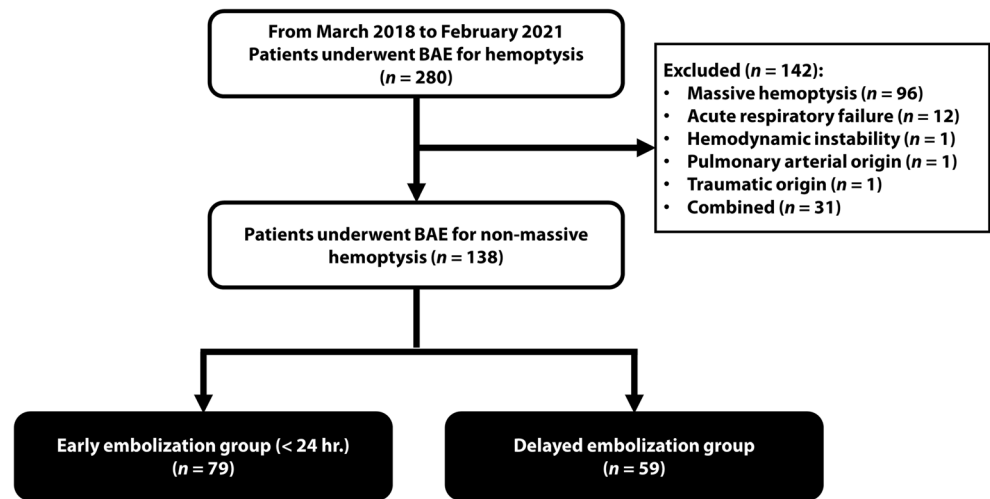 From March 2018 to February 2021
Patients underwent BAE for hemoptysis
(n = 280)
Excluded (n = 142):
• Massive hemoptysis (n = 96)
• Acute respiratory failure (n = 12)
• Hemodynamic instability (n = 1)
• Pulmonary arterial origin (n = 1)
• Traumatic origin (n = 1)
• Combined (n = 31)
Patients underwent BAE for non-massive
hemoptysis (n = 138)
Early embolization group (< 24 hr.)
(n = 79)
Delayed embolization group
(n = 59)